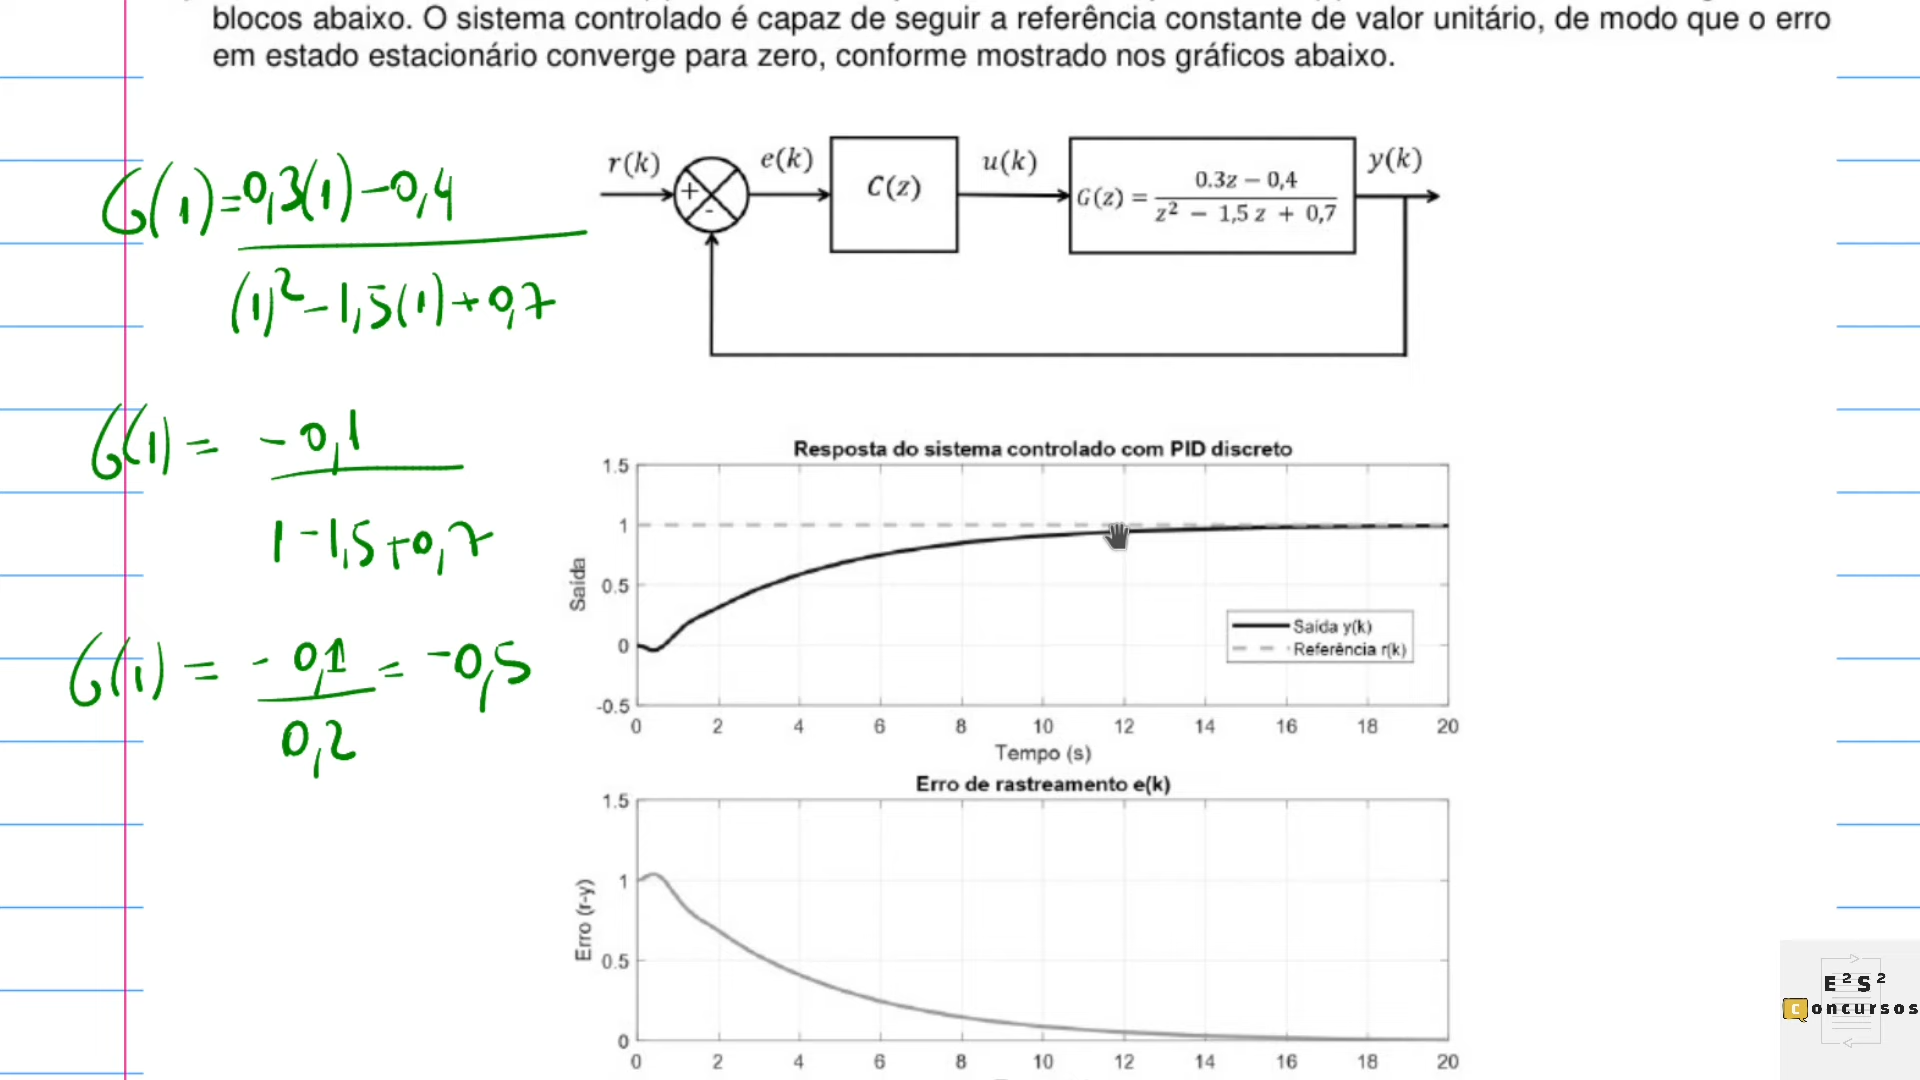 blocos abaixo. O sistema controlado é capaz de seguir a referência constante de valor unitário, de modo que o erro
em estado estacionário converge para zero, conforme mostrado nos gráficos abaixo.
r(k) + - e(k) C(z) u(k) G(z) = (0.3z − 0,4)/(z² − 1,5 z + 0,7) y(k)
G(1)=0,3(1)-0,4
(1)²-1,5(1)+0,7
G(1) = -0,1
1-1,5+0,7
G(1) = -0,1 = -0,5
0,2
Resposta do sistema controlado com PID discreto
1.5
1
0.5
0
-0.5
Saída
Saída y(k)
Referência r(k)
0 2 4 6 8 10 12 14 16 18 20
Tempo (s)
Erro de rastreamento e(k)
1.5
1
0.5
0
Erro (r-y)
0 2 4 6 8 10 12 14 16 18 20
E²S²
Concursos